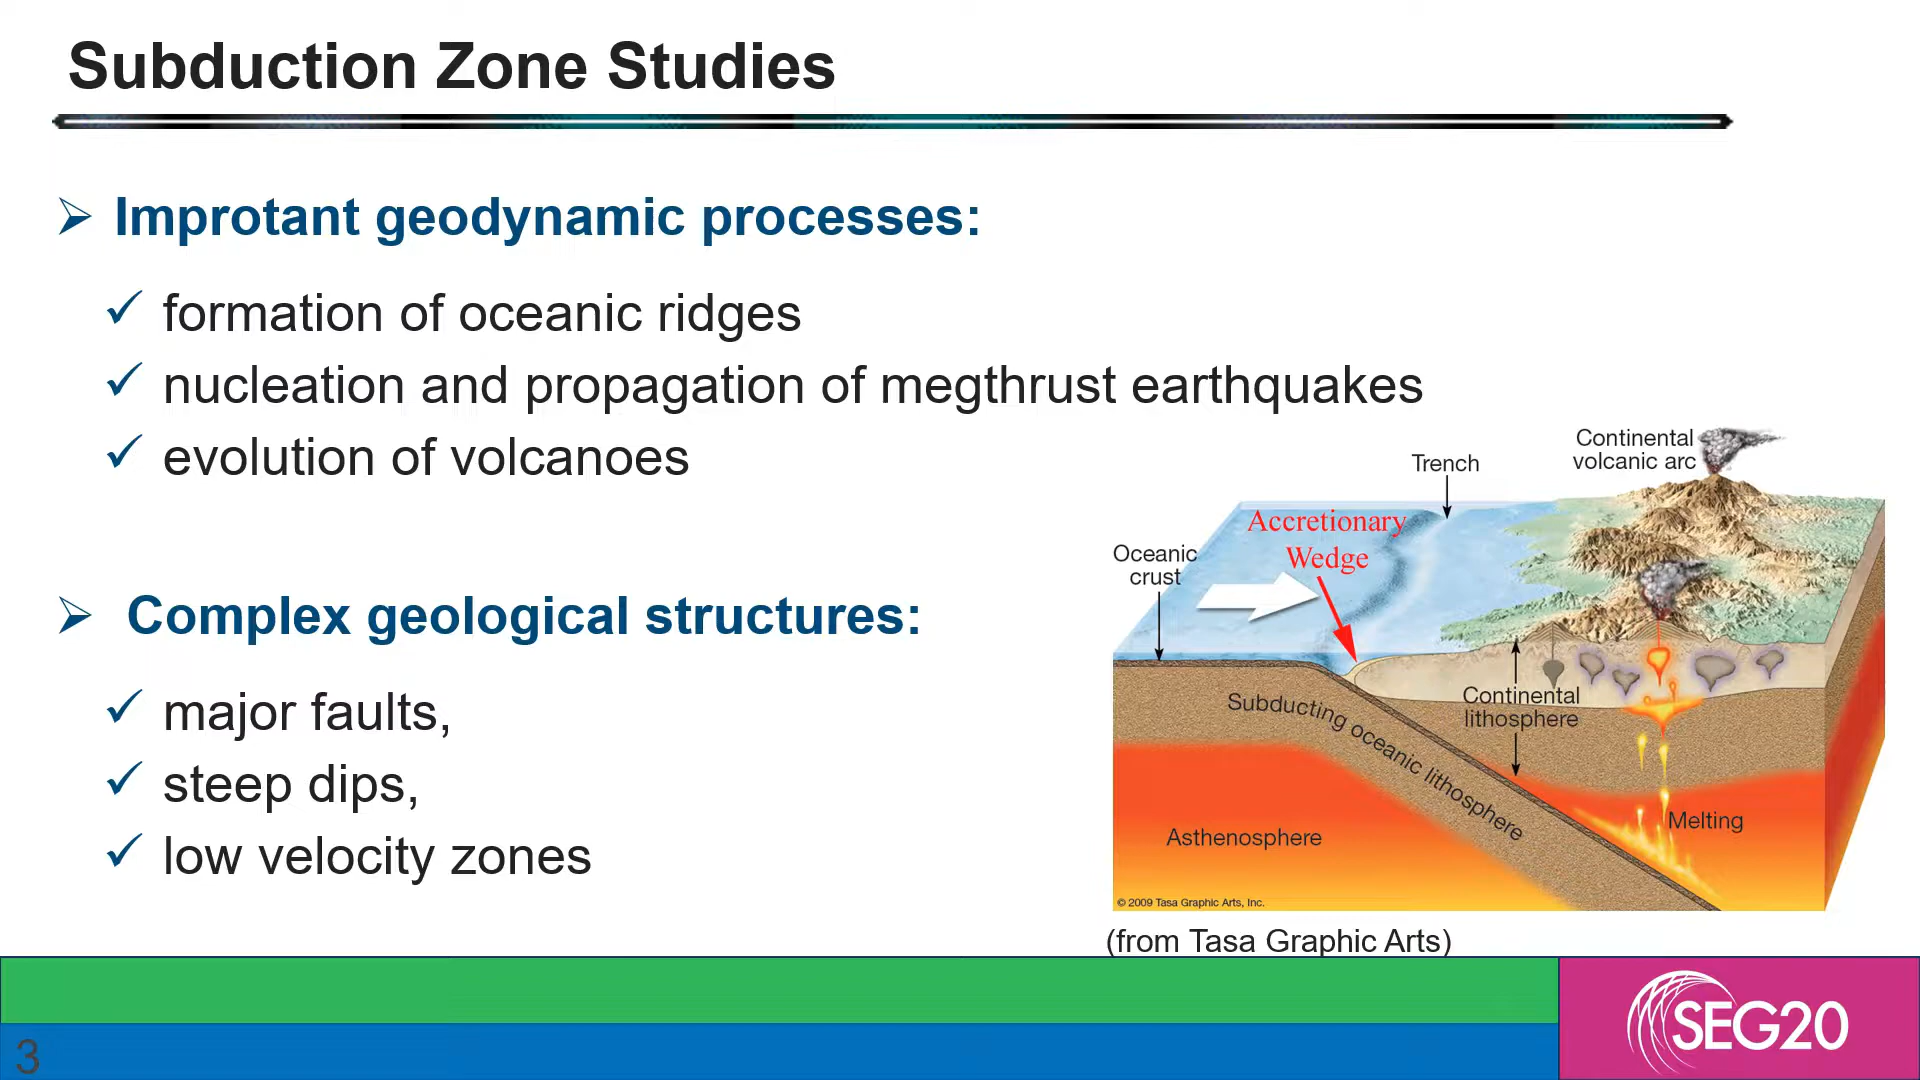 Subduction Zone Studies
Improtant geodynamic processes:
formation of oceanic ridges
nucleation and propagation of megthrust earthquakes
evolution of volcanoes
Complex geological structures:
major faults,
steep dips,
low velocity zones
Continental
volcanic arc
Trench
Accretionary
Wedge
Oceanic
crust
Subducting oceanic lithosphere
Continental
lithosphere
Melting
Asthenosphere
© 2009 Tasa Graphic Arts, Inc.
(from Tasa Graphic Arts)
SEG20
3